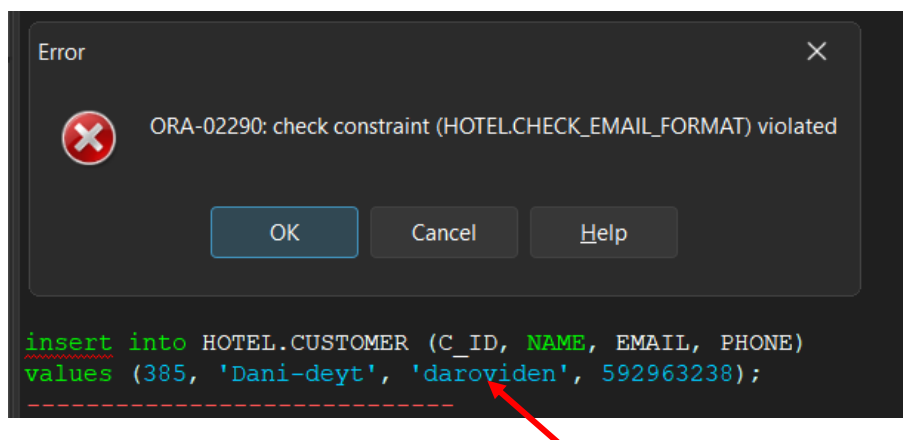 Error
ORA-02290: check constraint (HOTEL.CHECK_EMAIL_FORMAT) violated
OK Cancel Help
insert into HOTEL.CUSTOMER (C_ID, NAME, EMAIL, PHONE)
values (385, 'Dani-deyt', 'daroviden', 592963238);
------------------------------